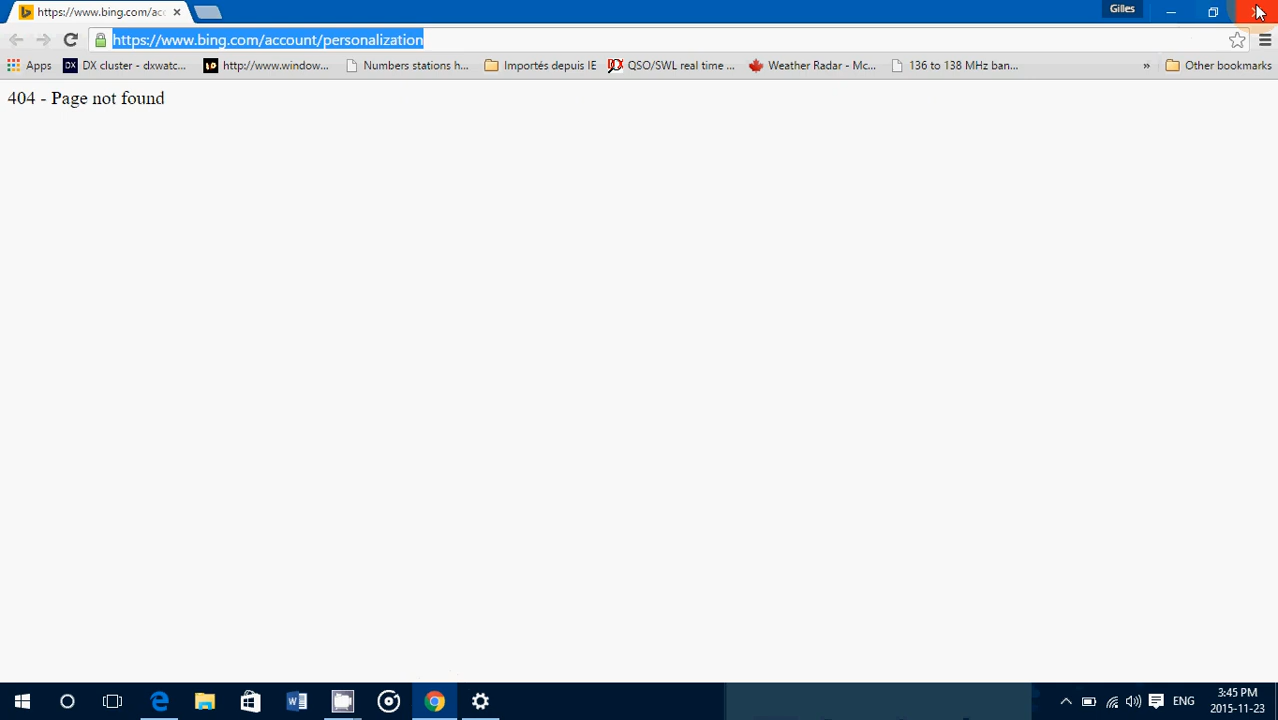 https://www.bing.com/acc
Gilles
https://www.bing.com/account/personalization
Apps
DX cluster - dxwatc...
http://www.window...
Numbers stations h...
Importés depuis IE
QSO/SWL real time ...
Weather Radar - Mc...
136 to 138 MHz ban...
»
Other bookmarks
404 - Page not found
ENG
3:45 PM
2015-11-23